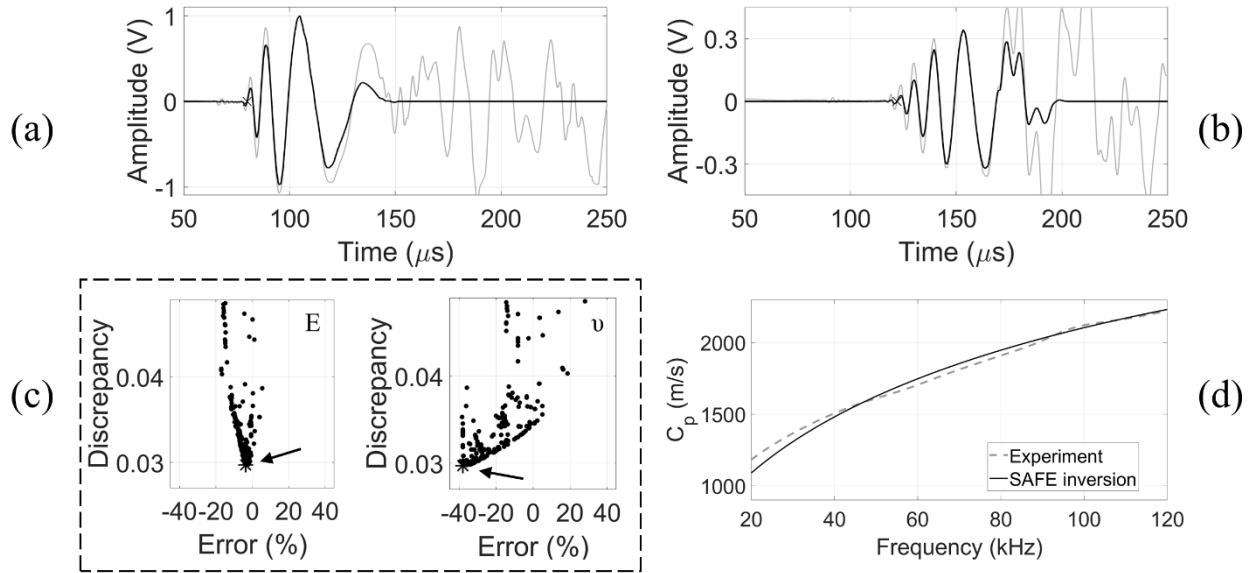 (a)
Amplitude (V)
1
0
-1
50 100 150 200 250
Time (μs)
(b)
Amplitude (V)
0.3
0
-0.3
50 100 150 200 250
Time (μs)
(c)
Discrepancy
0.04
0.03
E
-40 -20 0 20 40
Error (%)
Discrepancy
0.04
0.03
υ
-40 -20 0 20 40
Error (%)
(d)
Cp (m/s)
2000
1500
1000
Experiment
SAFE inversion
20 40 60 80 100 120
Frequency (kHz)